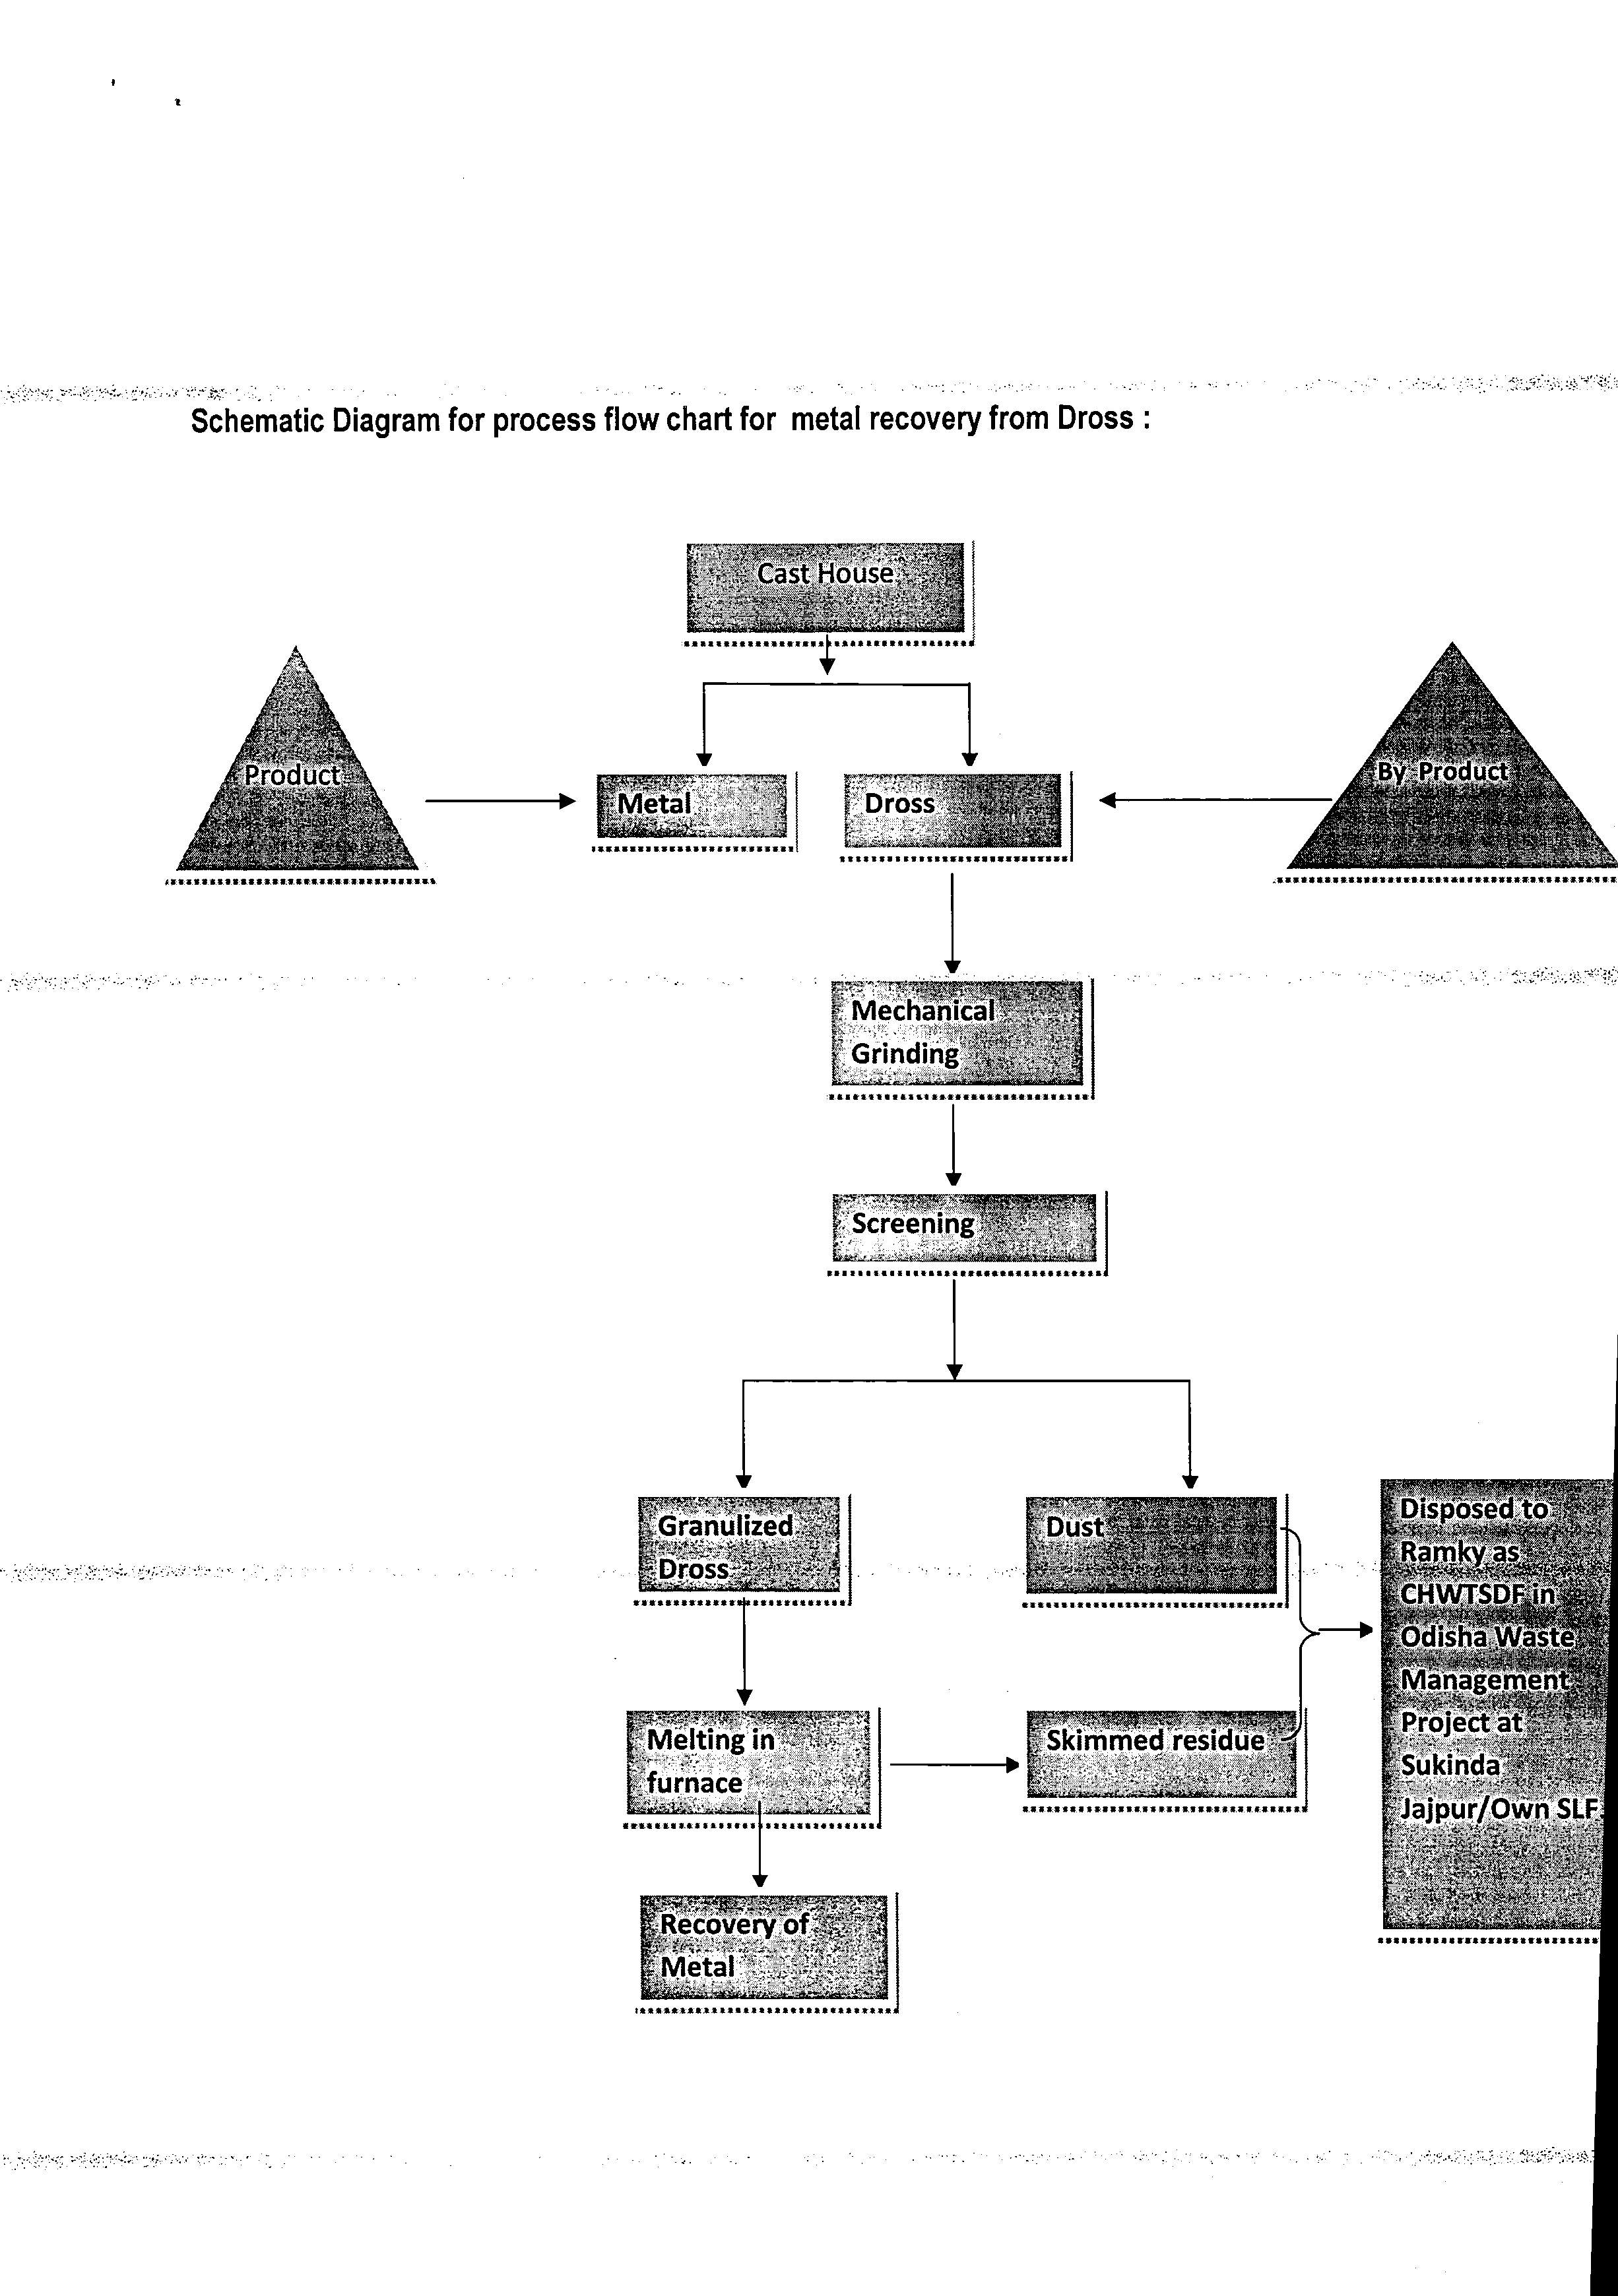 Schematic Diagram for process flow chart for metal recovery from Dross :
Cast House
Product
Metal
Dross
By Product
Mechanical
Grinding
Screening
Granulized
Dross
Dust
Disposed to
Ramky as
CHWTSDF in
Odisha Waste
Management
Project at
Sukinda
Jajpur/Own SLF.
Melting in
furnace
Skimmed residue
Recovery of
Metal